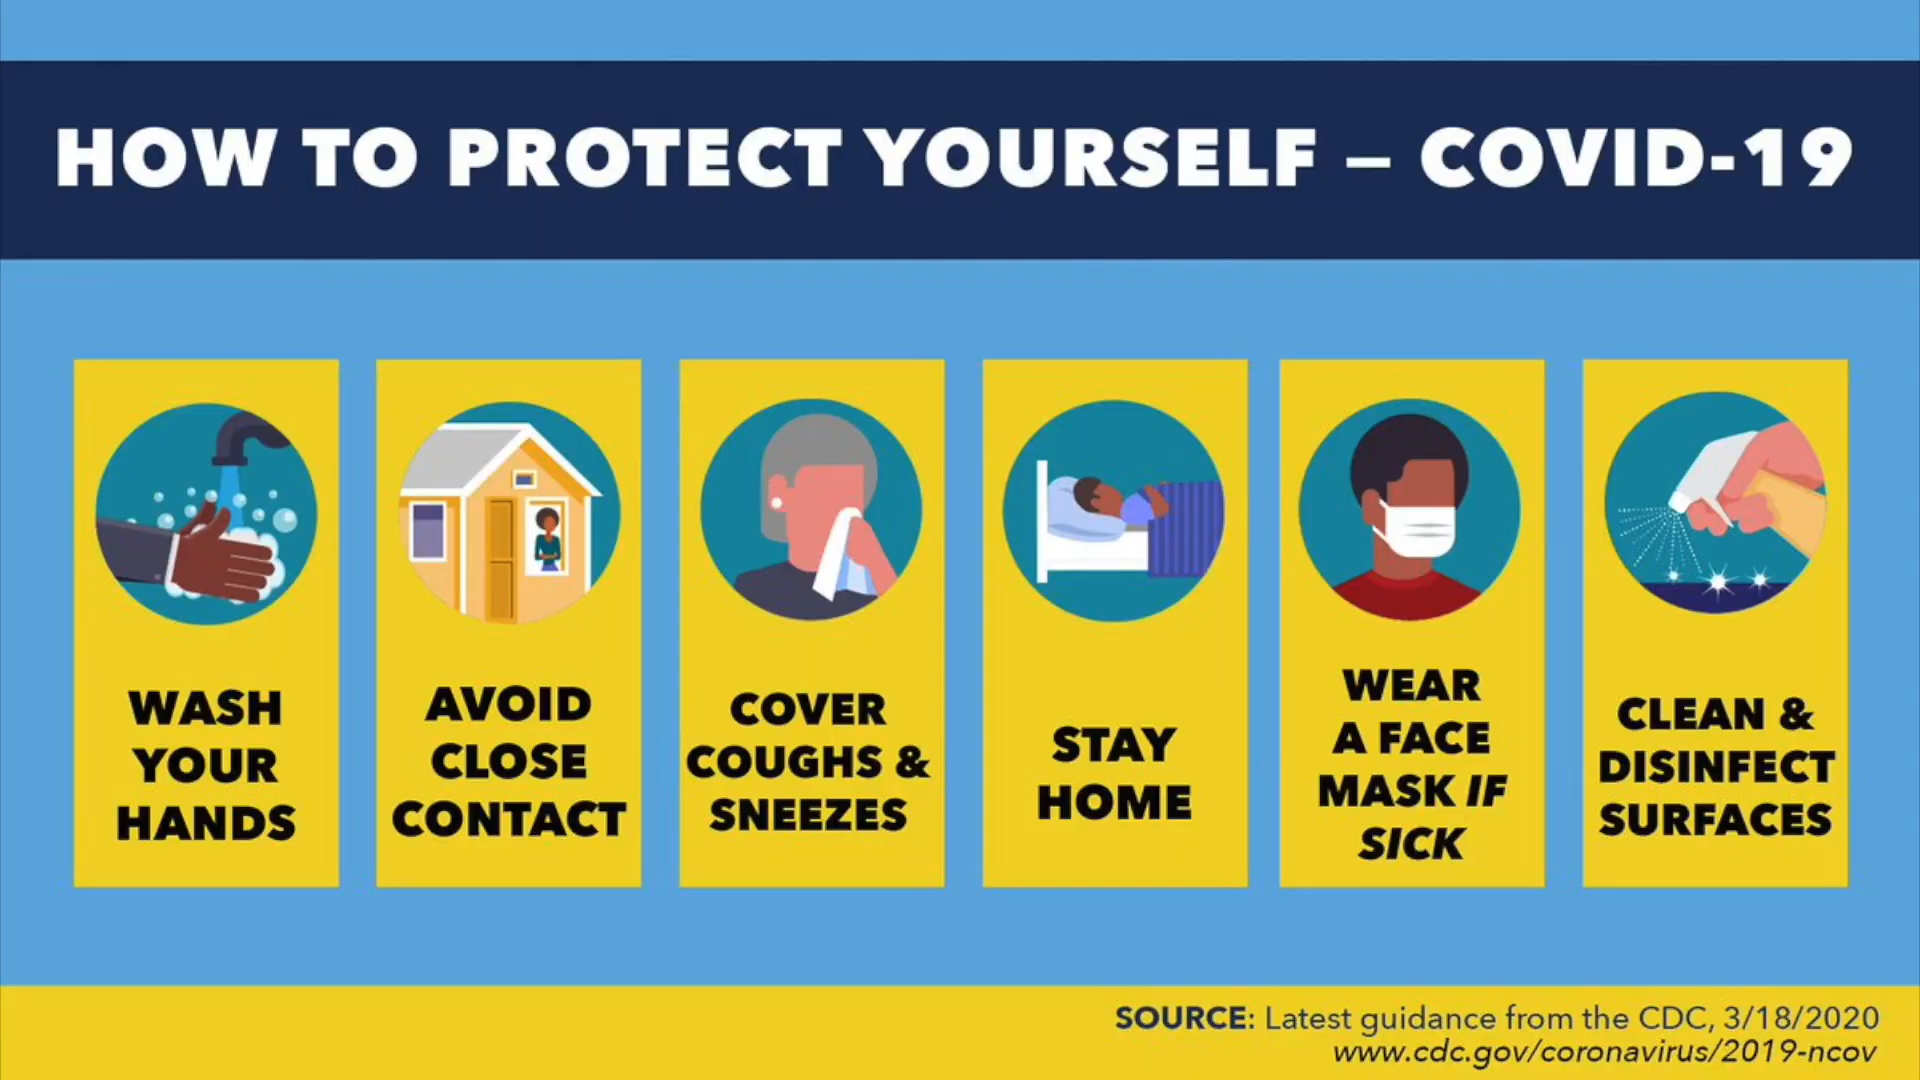 HOW TO PROTECT YOURSELF – COVID-19
WASH
YOUR
HANDS
AVOID
CLOSE
CONTACT
COVER
COUGHS &
SNEEZES
STAY
HOME
WEAR
A FACE
MASK IF
SICK
CLEAN &
DISINFECT
SURFACES
SOURCE: Latest guidance from the CDC, 3/18/2020
www.cdc.gov/coronavirus/2019-ncov